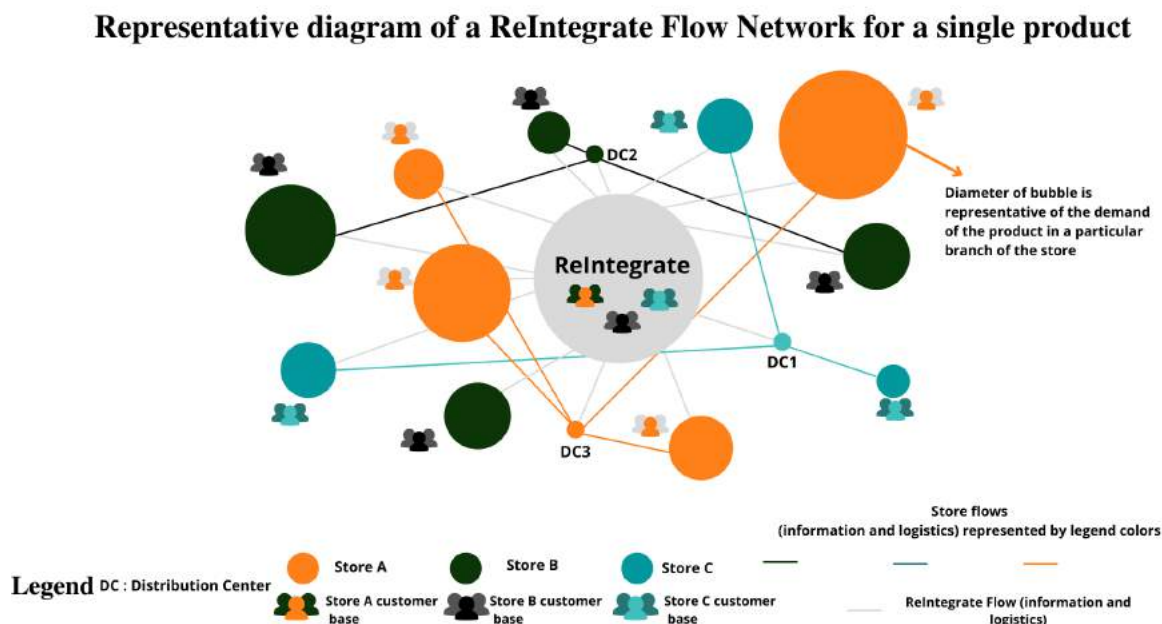 Representative diagram of a ReIntegrate Flow Network for a single product
DC2
Diameter of bubble is
representative of the demand
of the product in a particular
branch of the store
ReIntegrate
DC1
DC3
Store flows
(information and logistics) represented by legend colors
Legend DC : Distribution Center
Store A
Store B
Store C
Store A customer
base
Store B customer
base
Store C customer
base
ReIntegrate Flow (information and
logistics)